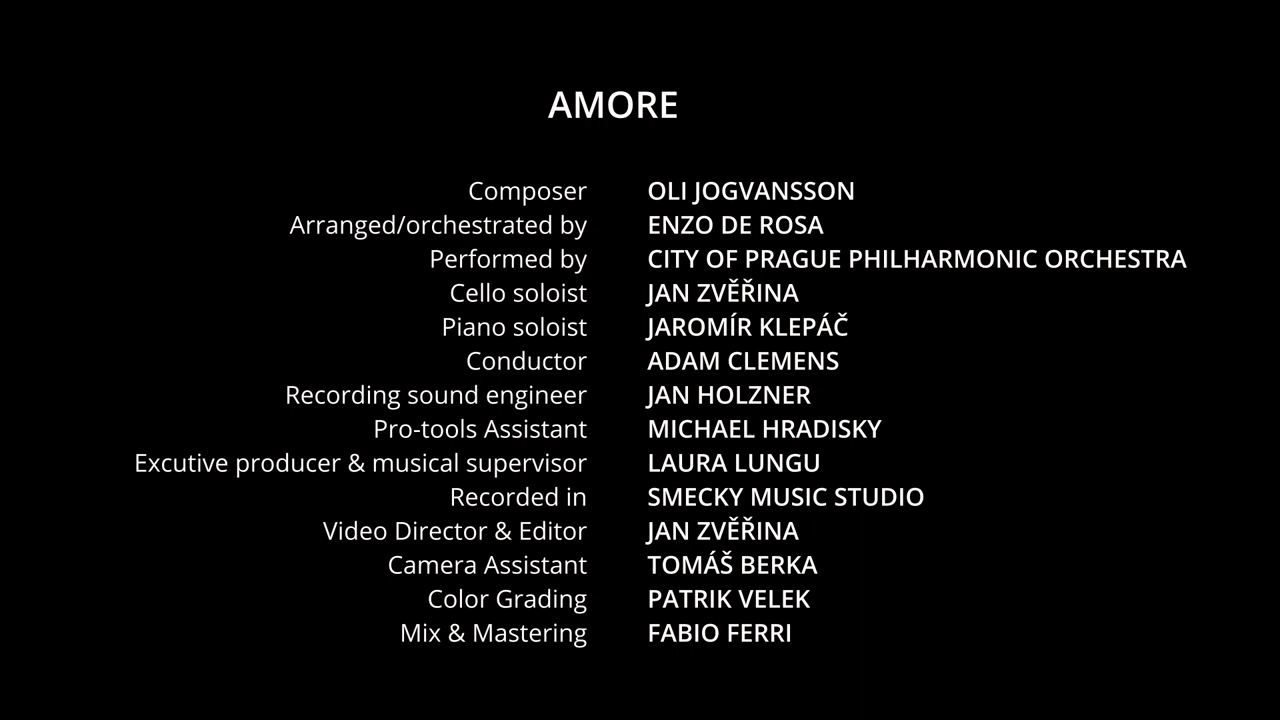 AMORE
Composer OLI JOGVANSSON
Arranged/orchestrated by ENZO DE ROSA
Performed by CITY OF PRAGUE PHILHARMONIC ORCHESTRA
Cello soloist JAN ZVĚŘINA
Piano soloist JAROMÍR KLEPÁČ
Conductor ADAM CLEMENS
Recording sound engineer JAN HOLZNER
Pro-tools Assistant MICHAEL HRADISKY
Excutive producer & musical supervisor LAURA LUNGU
Recorded in SMECKY MUSIC STUDIO
Video Director & Editor JAN ZVĚŘINA
Camera Assistant TOMÁŠ BERKA
Color Grading PATRIK VELEK
Mix & Mastering FABIO FERRI